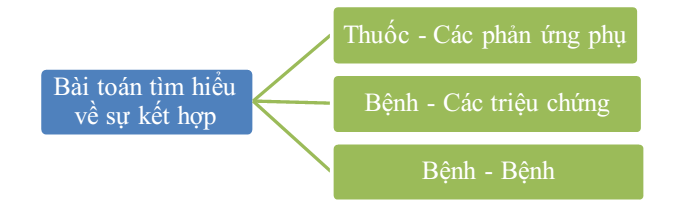 Thuốc - Các phản ứng phụ
Bài toán tìm hiểu
về sự kết hợp
Bệnh - Các triệu chứng
Bệnh - Bệnh